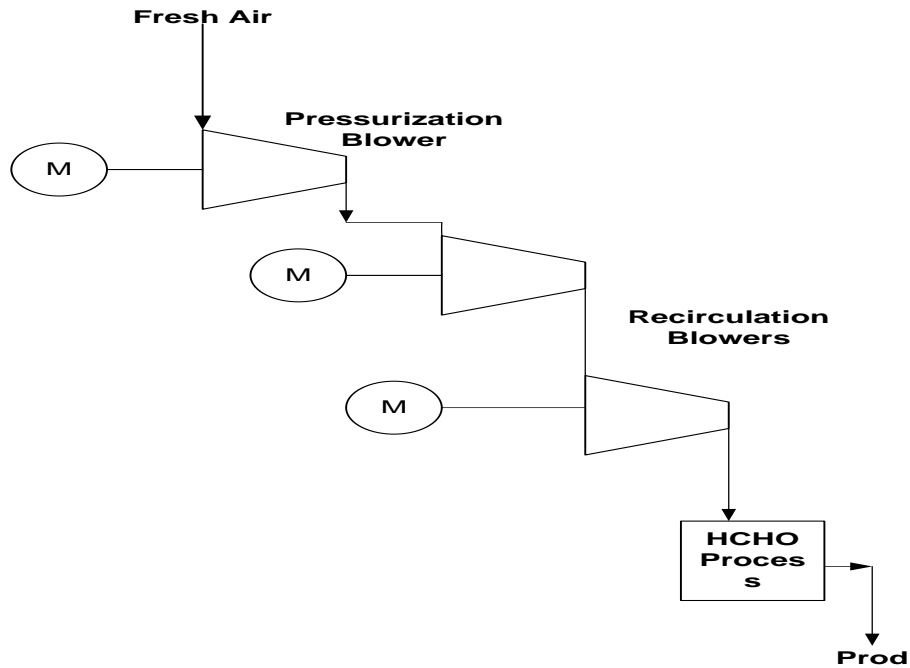 Fresh Air
Pressurization
Blower
M
M
Recirculation
Blowers
M
HCHO
Proces
s
Prod